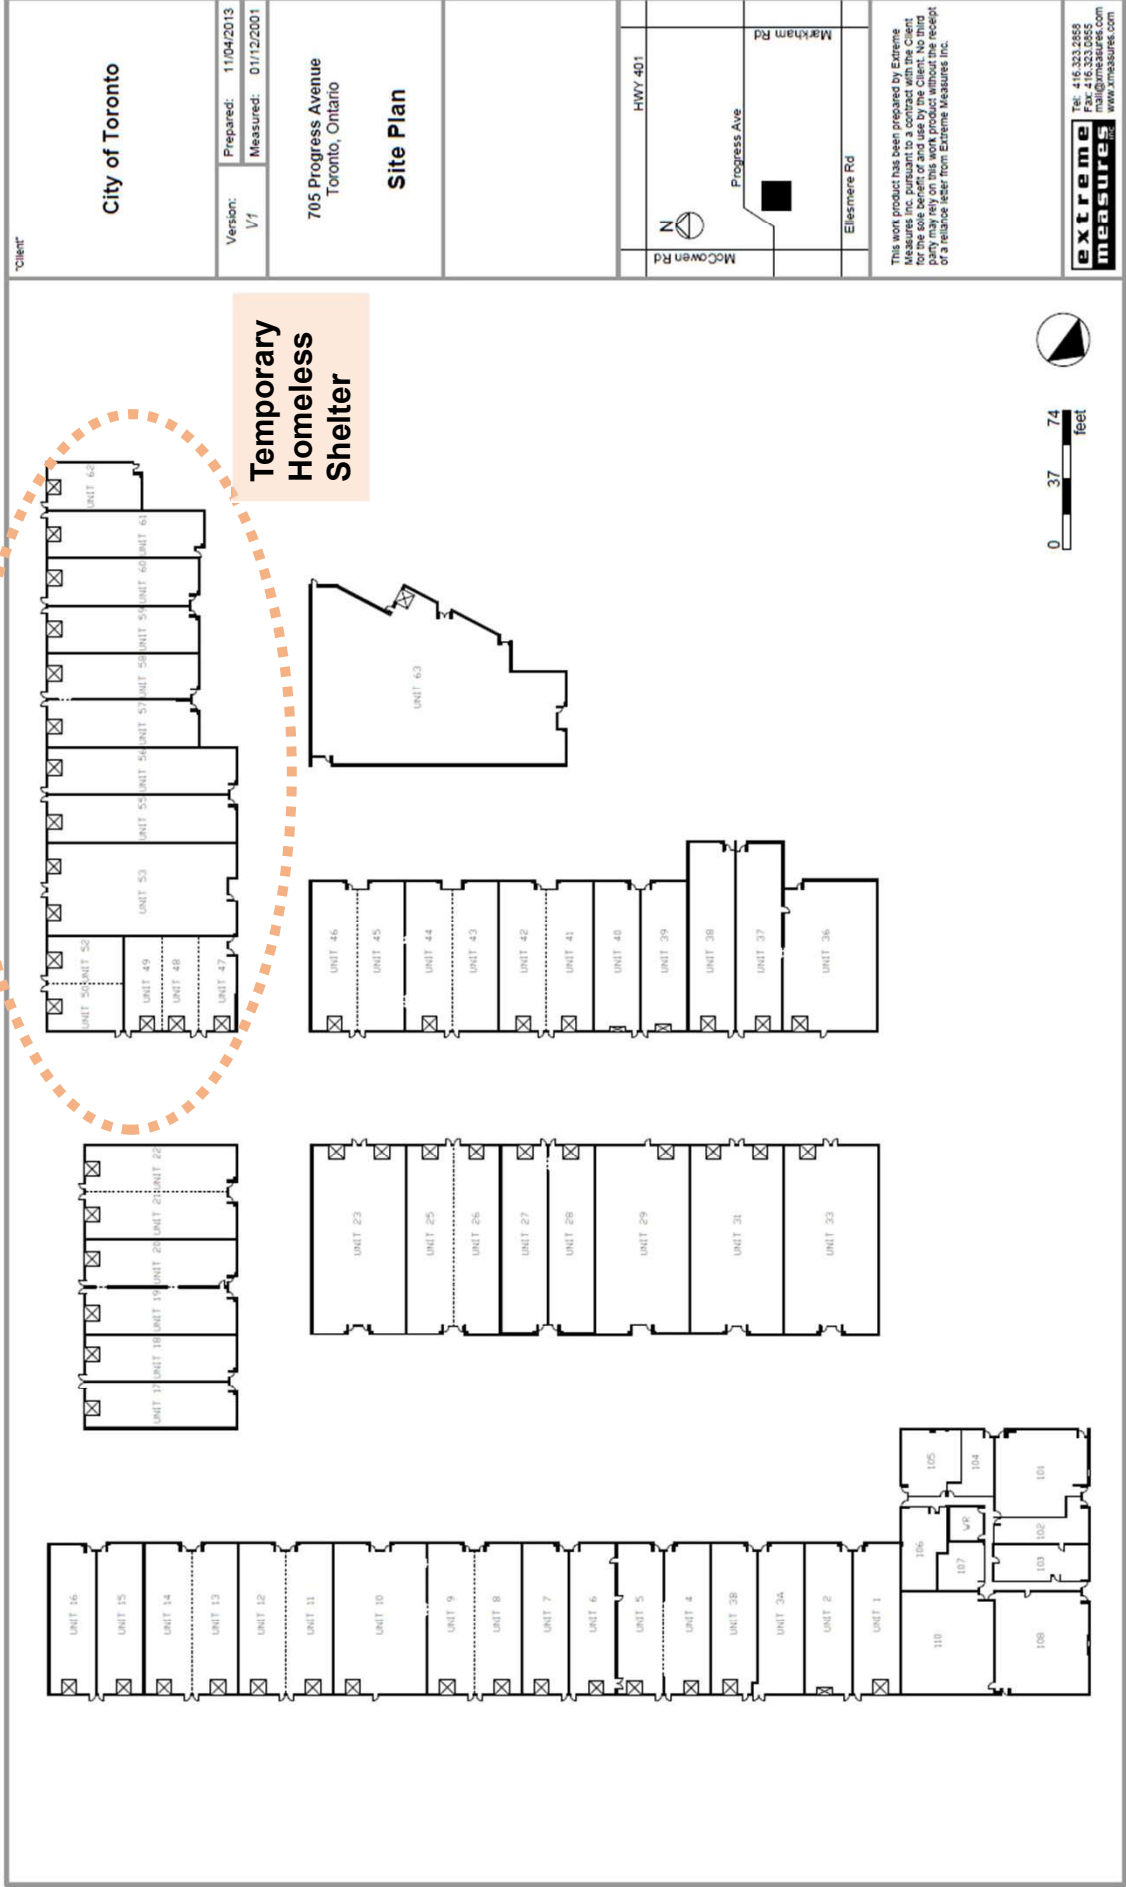 "Client"
City of Toronto
Version:
V1
Prepared: 11/04/2013
Measured: 01/12/2001
705 Progress Avenue
Toronto, Ontario
Site Plan
HWY 401
Markham Rd
Progress Ave
N
McCowen Rd
Ellesmere Rd
This work product has been prepared by Extreme
Measures Inc. pursuant to a contract with the Client
for the sole benefit of and use by the Client. No third
party may rely on this work product without the receipt
of a reliance letter from Extreme Measures Inc.
extreme
measures inc
Tel: 416.323.2858
Fax: 416.323.0855
mail@xmeasures.com
www.xmeasures.com
Temporary
Homeless
Shelter
0 37 74
feet
UNIT 62
UNIT 61
UNIT 60
UNIT 59
UNIT 58
UNIT 57
UNIT 56
UNIT 55
UNIT 53
UNIT 52
UNIT 50
UNIT 49
UNIT 48
UNIT 47
UNIT 63
UNIT 46
UNIT 45
UNIT 44
UNIT 43
UNIT 42
UNIT 41
UNIT 40
UNIT 39
UNIT 38
UNIT 37
UNIT 36
UNIT 22
UNIT 21
UNIT 20
UNIT 19
UNIT 18
UNIT 17
UNIT 23
UNIT 25
UNIT 26
UNIT 27
UNIT 28
UNIT 29
UNIT 31
UNIT 33
UNIT 16
UNIT 15
UNIT 14
UNIT 13
UNIT 12
UNIT 11
UNIT 10
UNIT 9
UNIT 8
UNIT 7
UNIT 6
UNIT 5
UNIT 4
UNIT 3B
UNIT 3A
UNIT 2
UNIT 1
105
104
101
106
WR
107
102
103
110
108